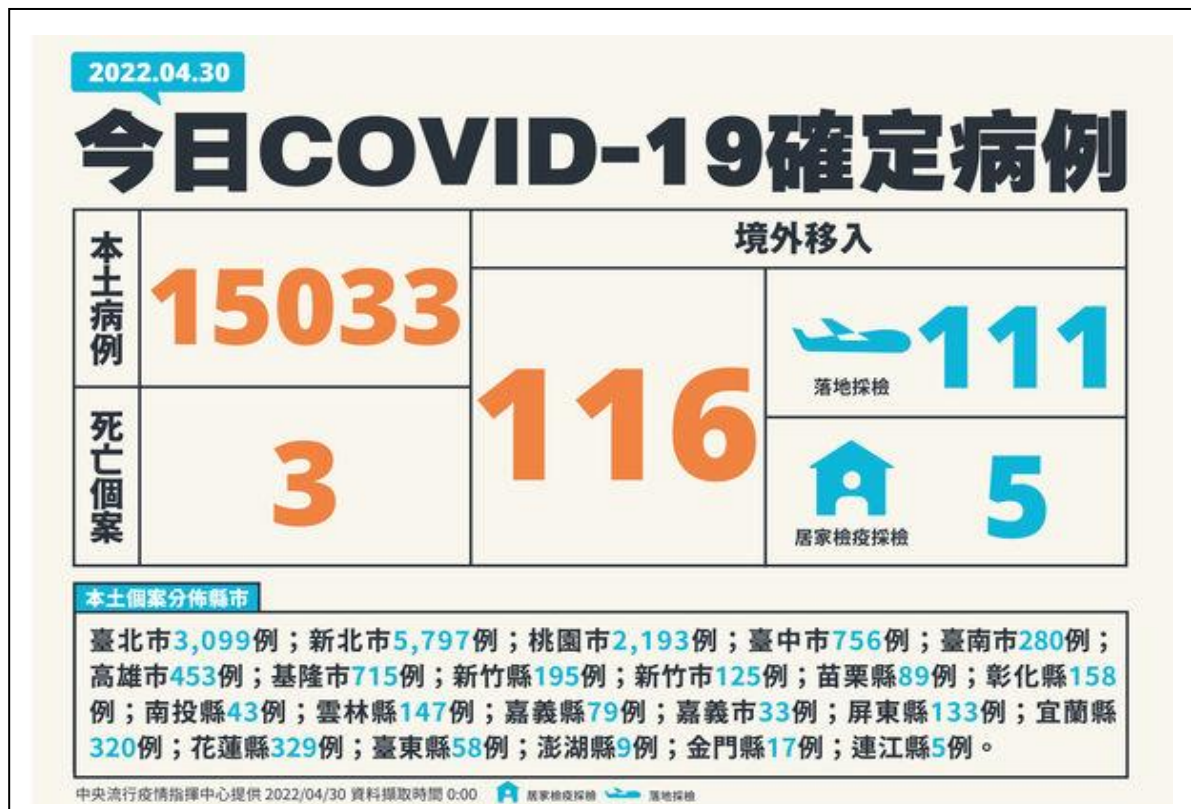 2022.04.30
今日COVID-19確定病例
本土病例
15033
境外移入
116
111
落地採檢
死亡個案
3
5
居家檢疫採檢
本土個案分佈縣市
臺北市3,099例；新北市5,797例；桃園市2,193例；臺中市756例；臺南市280例；
高雄市453例；基隆市715例；新竹縣195例；新竹市125例；苗栗縣89例；彰化縣158
例；南投縣43例；雲林縣147例；嘉義縣79例；嘉義市33例；屏東縣133例；宜蘭縣
320例；花蓮縣329例；臺東縣58例；澎湖縣9例；金門縣17例；連江縣5例。
中央流行疫情指揮中心提供 2022/04/30 資料擷取時間 0:00 居家檢疫採檢 落地採檢